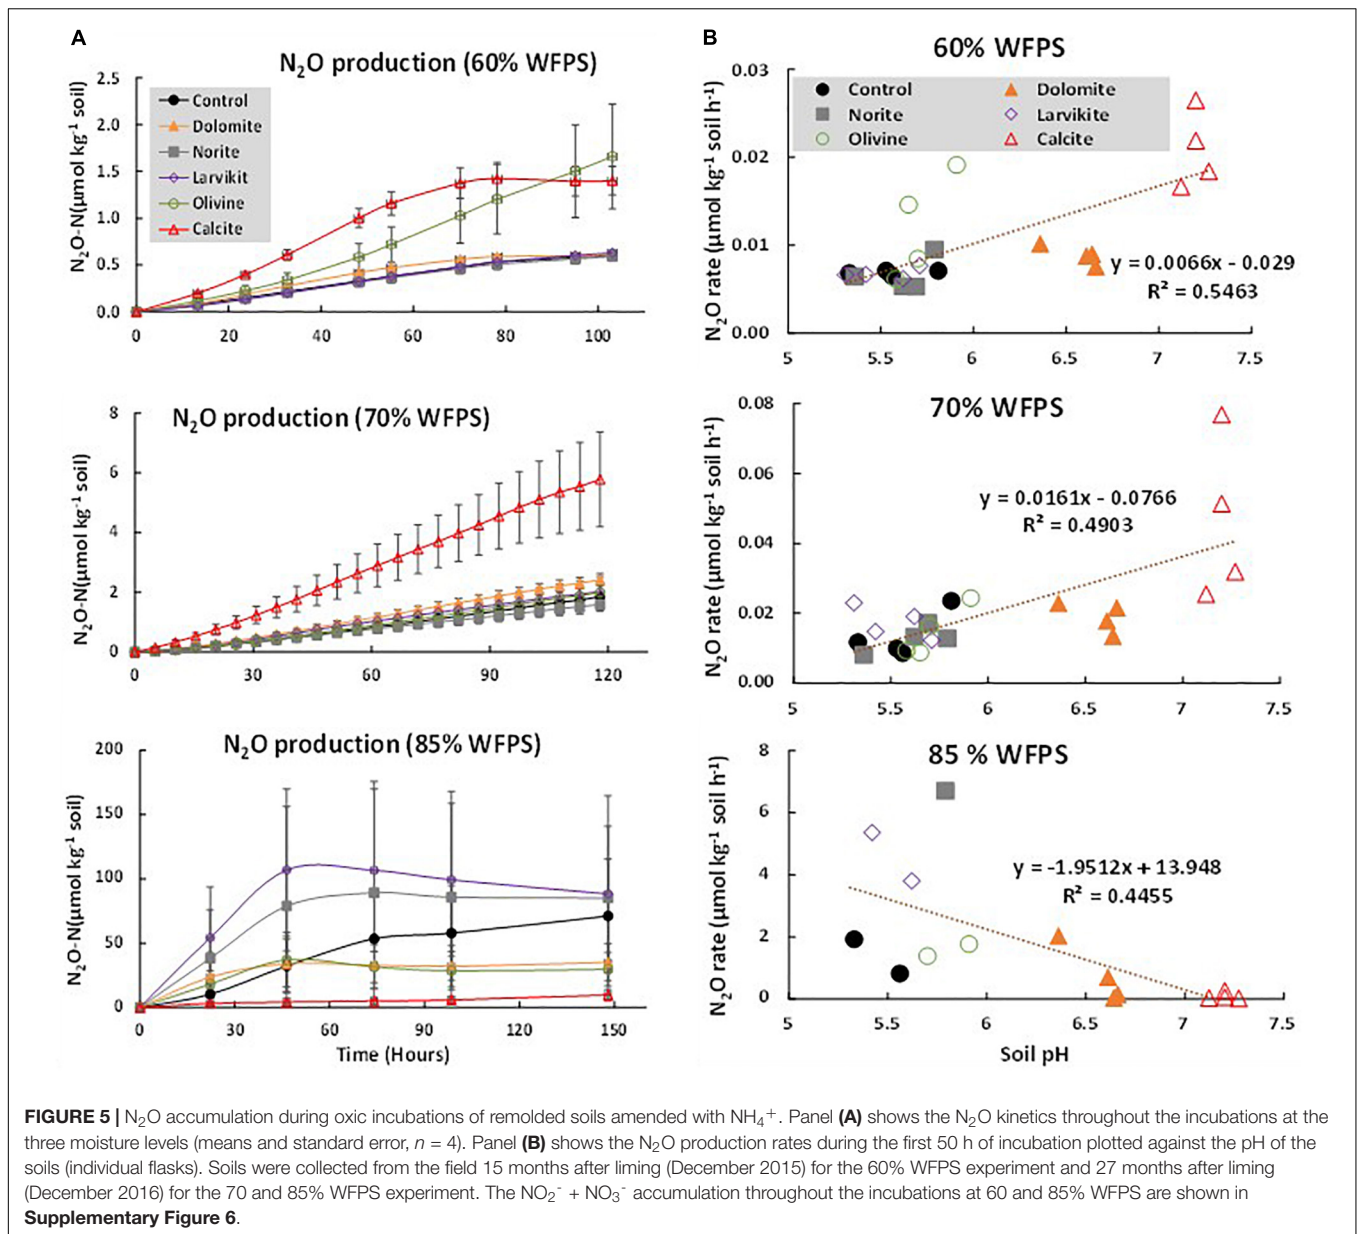 A
N₂O production (60% WFPS)
N₂O-N(µmol kg⁻¹ soil)
2.5
2.0
1.5
1.0
0.5
0.0
Control
Dolomite
Norite
Larvikit
Olivine
Calcite
0 20 40 60 80 100
N₂O production (70% WFPS)
N₂O-N(µmol kg⁻¹ soil)
8
6
4
2
0
0 30 60 90 120
N₂O production (85% WFPS)
N₂O-N(µmol kg⁻¹ soil)
200
150
100
50
0
0 30 60 90 120 150
Time (Hours)
B
60% WFPS
N₂O rate (µmol kg⁻¹ soil h⁻¹)
0.03
0.02
0.01
0.00
Control Dolomite
Norite Larvikite
Olivine Calcite
y = 0.0066x - 0.029
R² = 0.5463
5 5.5 6 6.5 7 7.5
70% WFPS
N₂O rate (µmol kg⁻¹ soil h⁻¹)
0.08
0.06
0.04
0.02
0.00
y = 0.0161x - 0.0766
R² = 0.4903
5 5.5 6 6.5 7 7.5
85 % WFPS
N₂O rate (µmol kg⁻¹ soil h⁻¹)
8
6
4
2
0
y = -1.9512x + 13.948
R² = 0.4455
5 5.5 6 6.5 7 7.5
Soil pH
FIGURE 5 | N₂O accumulation during oxic incubations of remolded soils amended with NH₄⁺. Panel (A) shows the N₂O kinetics throughout the incubations at the
three moisture levels (means and standard error, n = 4). Panel (B) shows the N₂O production rates during the first 50 h of incubation plotted against the pH of the
soils (individual flasks). Soils were collected from the field 15 months after liming (December 2015) for the 60% WFPS experiment and 27 months after liming
(December 2016) for the 70 and 85% WFPS experiment. The NO₂⁻ + NO₃⁻ accumulation throughout the incubations at 60 and 85% WFPS are shown in
Supplementary Figure 6.